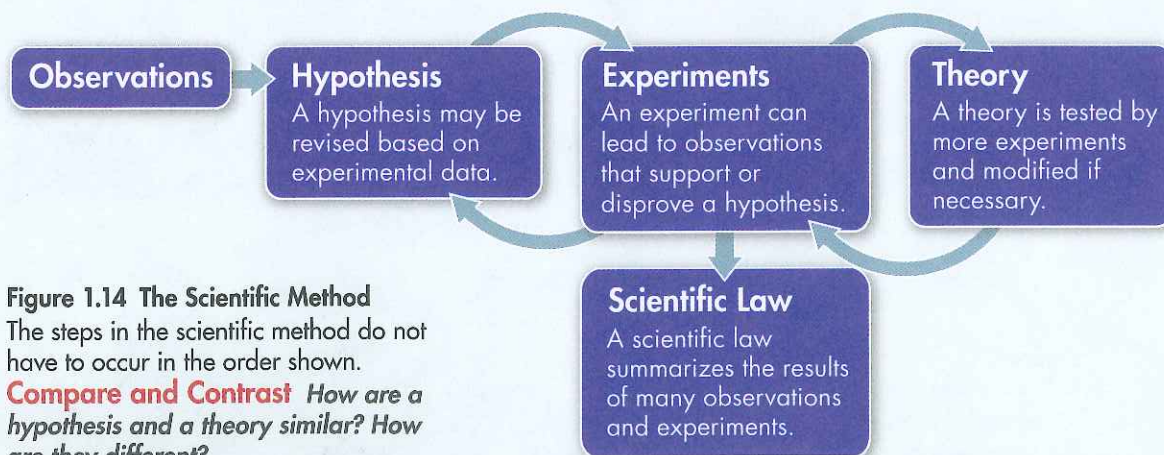 Observations
Hypothesis
A hypothesis may be
revised based on
experimental data.
Experiments
An experiment can
lead to observations
that support or
disprove a hypothesis.
Theory
A theory is tested by
more experiments
and modified if
necessary.
Scientific Law
A scientific law
summarizes the results
of many observations
and experiments.
Figure 1.14 The Scientific Method
The steps in the scientific method do not
have to occur in the order shown.
Compare and Contrast How are a
hypothesis and a theory similar? How
are they different?